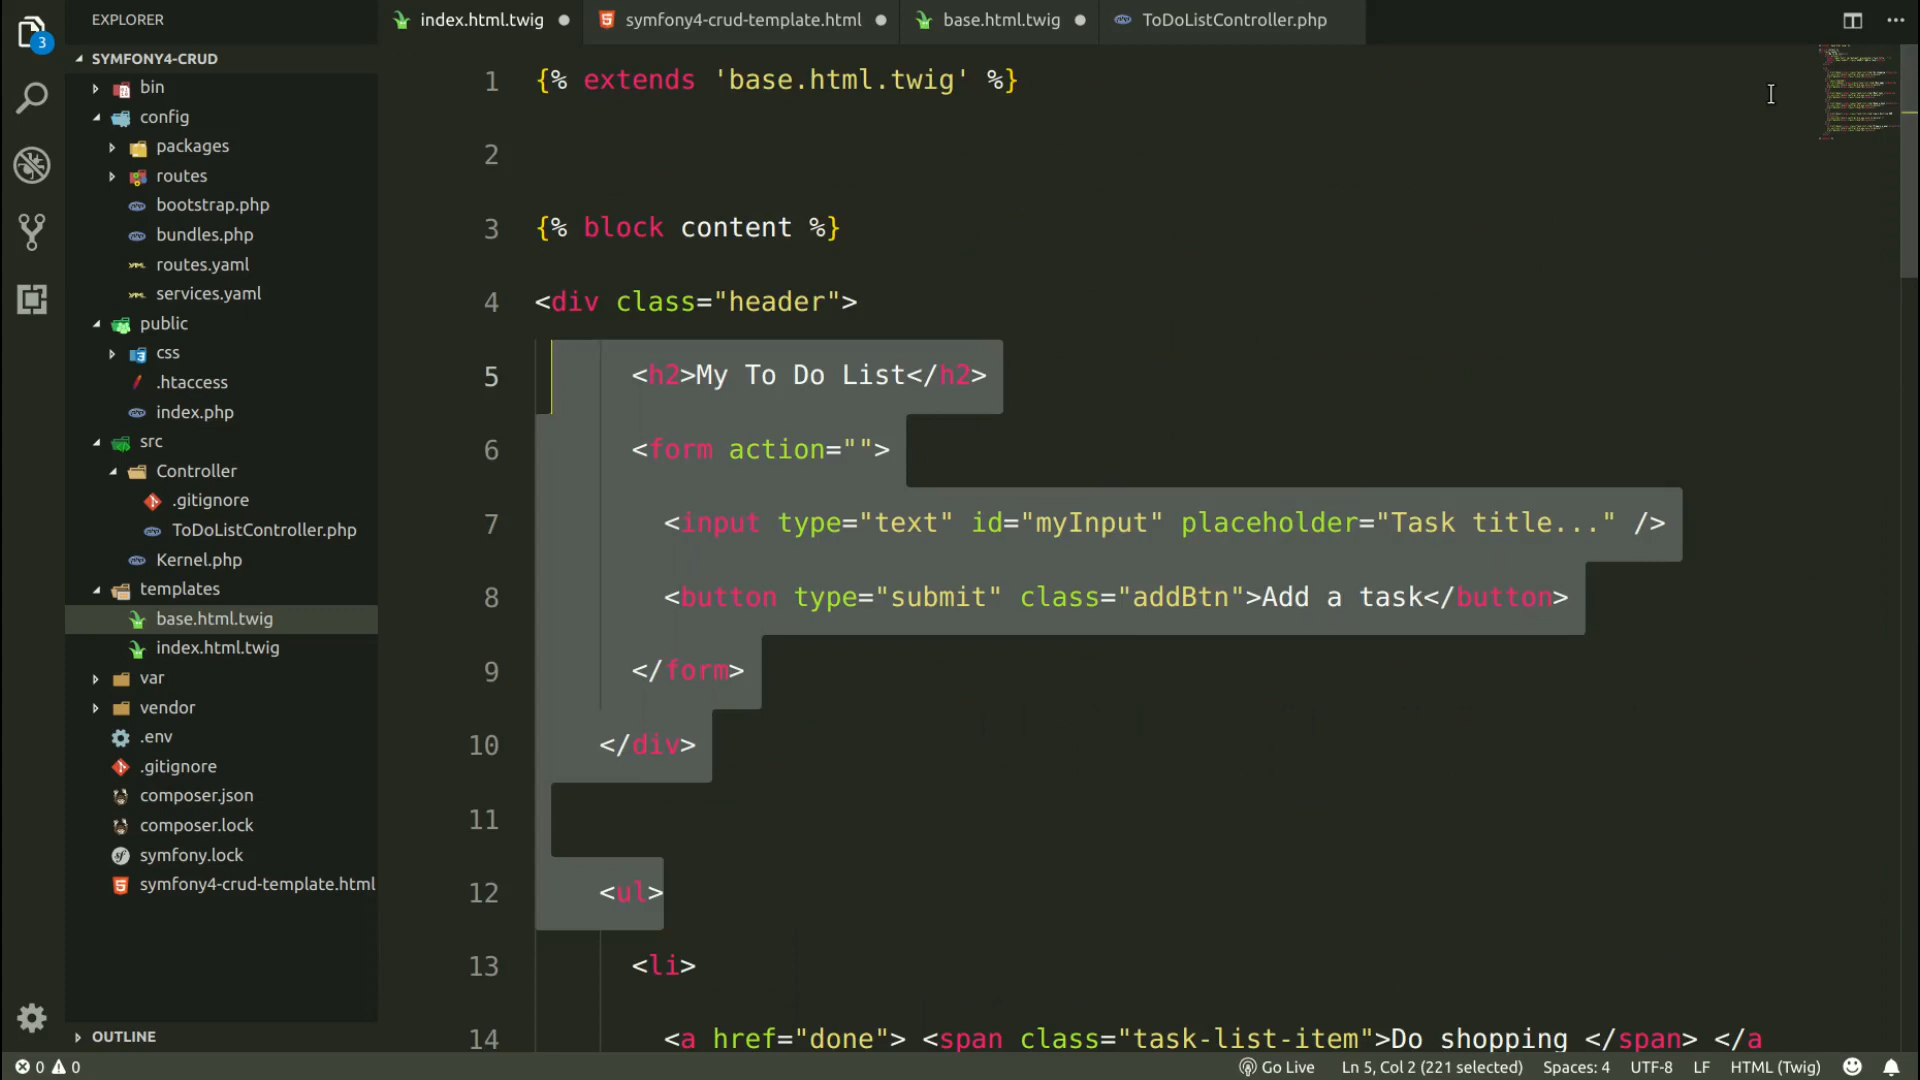 EXPLORER
index.html.twig
symfony4-crud-template.html
base.html.twig
ToDoListController.php
3
SYMFONY4-CRUD
bin
config
packages
routes
bootstrap.php
bundles.php
routes.yaml
services.yaml
public
css
.htaccess
index.php
src
Controller
.gitignore
ToDoListController.php
Kernel.php
templates
base.html.twig
index.html.twig
var
vendor
.env
.gitignore
composer.json
composer.lock
symfony.lock
symfony4-crud-template.html
OUTLINE
1 {% extends 'base.html.twig' %}
2
3 {% block content %}
4 <div class="header">
5 <h2>My To Do List</h2>
6 <form action="">
7 <input type="text" id="myInput" placeholder="Task title..." />
8 <button type="submit" class="addBtn">Add a task</button>
9 </form>
10 </div>
11
12 <ul>
13 <li>
14 <a href="done"> <span class="task-list-item">Do shopping </span> </a
0 0
Go Live
Ln 5, Col 2 (221 selected)
Spaces: 4
UTF-8
LF
HTML (Twig)